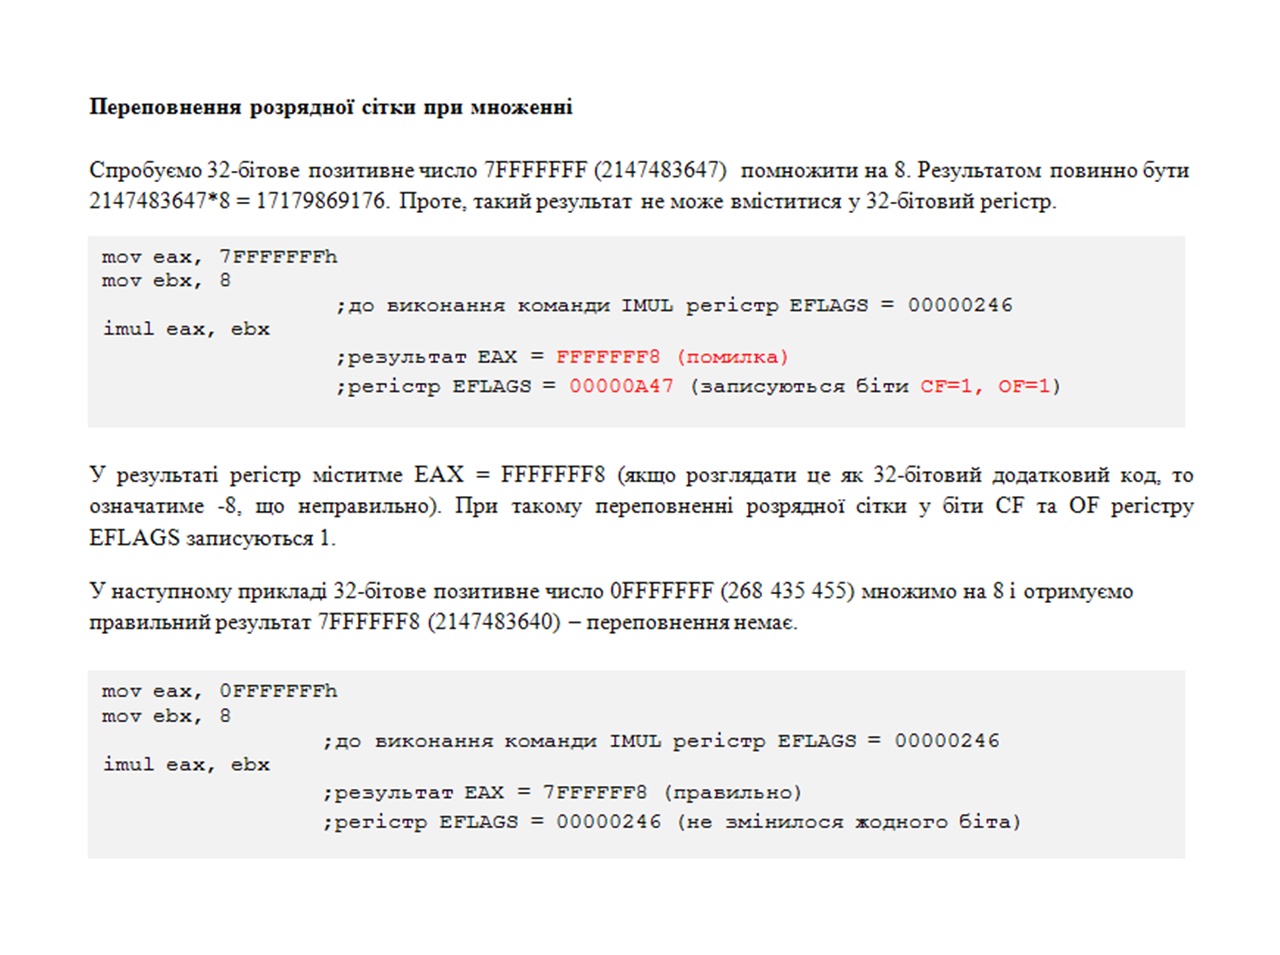 Переповнення розрядної сітки при множенні
Спробуємо 32-бітове позитивне число 7FFFFFFF (2147483647) помножити на 8. Результатом повинно бути
2147483647*8 = 17179869176. Проте, такий результат не може вміститися у 32-бітовий регістр.
mov eax, 7FFFFFFFh
mov ebx, 8
;до виконання команди IMUL регістр EFLAGS = 00000246
imul eax, ebx
;результат EAX = FFFFFFF8 (помилка)
;регістр EFLAGS = 00000A47 (записуються біти CF=1, OF=1)
У результаті регістр міститме EAX = FFFFFFF8 (якщо розглядати це як 32-бітовий додатковий код, то
означатиме -8, що неправильно). При такому переповненні розрядної сітки у біти CF та OF регістру
EFLAGS записуються 1.
У наступному прикладі 32-бітове позитивне число 0FFFFFFF (268 435 455) множимо на 8 і отримуємо
правильний результат 7FFFFFF8 (2147483640) – переповнення немає.
mov eax, 0FFFFFFFh
mov ebx, 8
;до виконання команди IMUL регістр EFLAGS = 00000246
imul eax, ebx
;результат EAX = 7FFFFFF8 (правильно)
;регістр EFLAGS = 00000246 (не змінилося жодного біта)